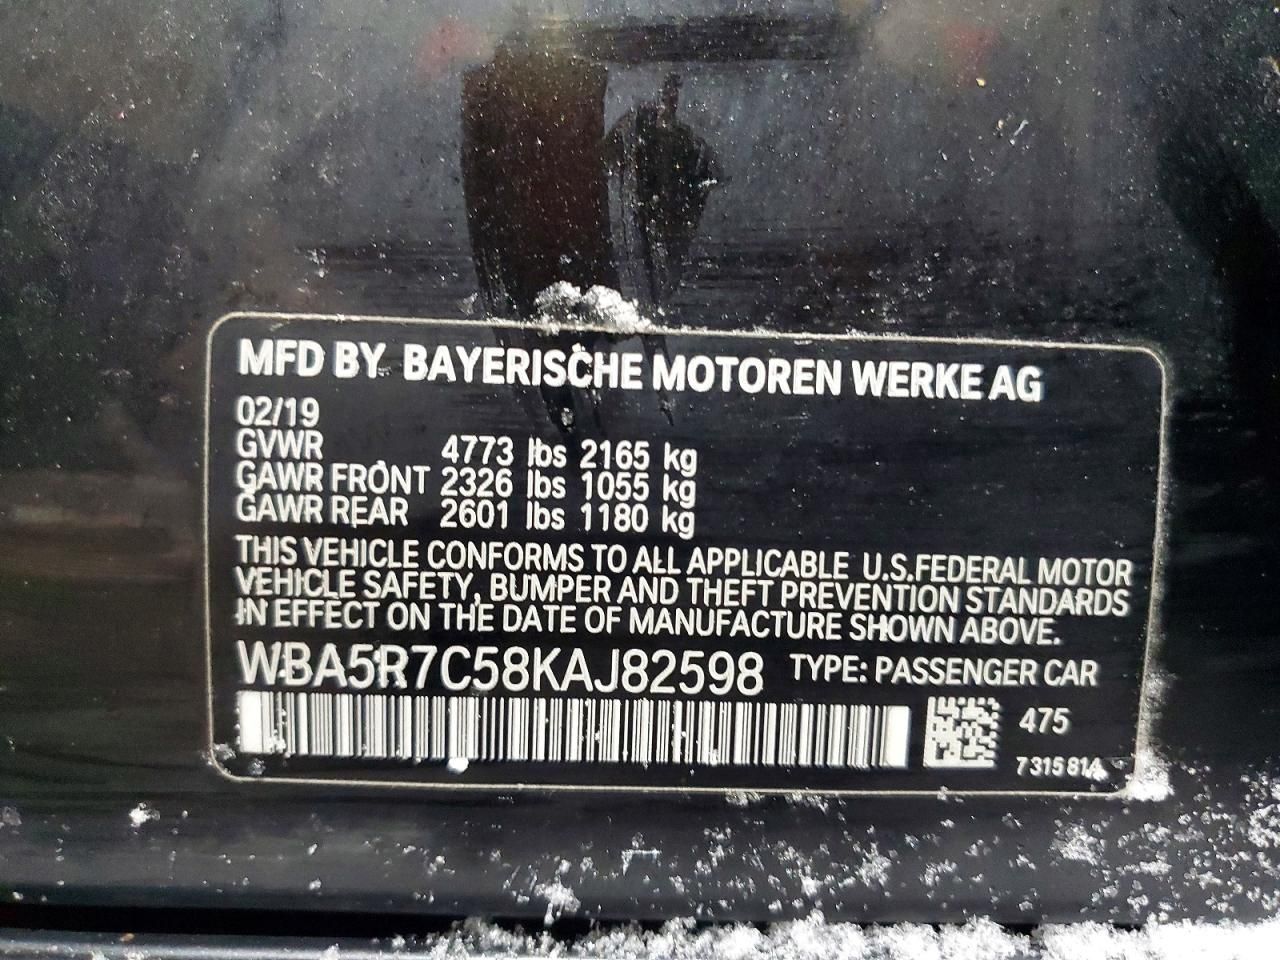 MFD BY BAYERISCHE MOTOREN WERKE AG
02/19
GVWR 4773 lbs 2165 kg
GAWR FRONT 2326 lbs 1055 kg
GAWR REAR 2601 lbs 1180 kg
THIS VEHICLE CONFORMS TO ALL APPLICABLE U.S.FEDERAL MOTOR
VEHICLE SAFETY, BUMPER AND THEFT PREVENTION STANDARDS
IN EFFECT ON THE DATE OF MANUFACTURE SHOWN ABOVE.
WBA5R7C58KAJ82598 TYPE: PASSENGER CAR
475
7 315 814